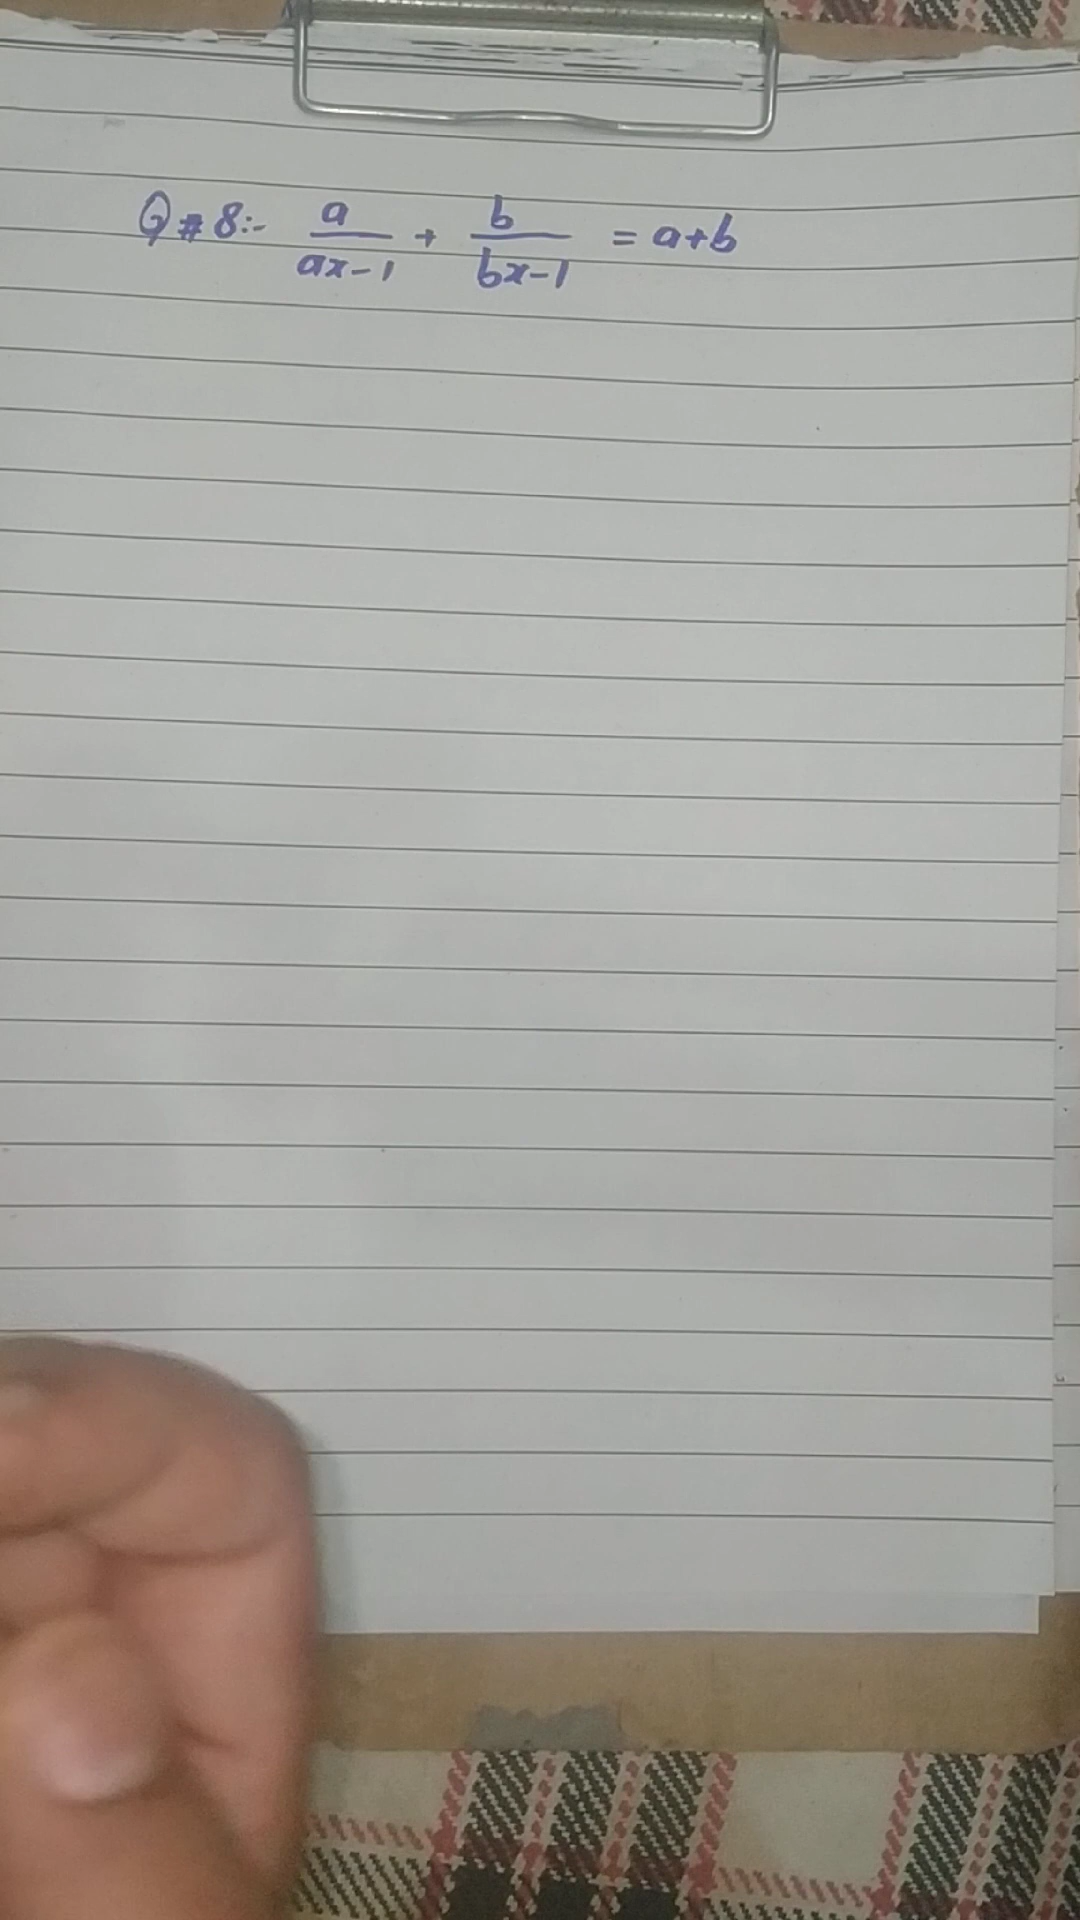 Q#8:- a/(ax-1) + b/(bx-1) = a+b